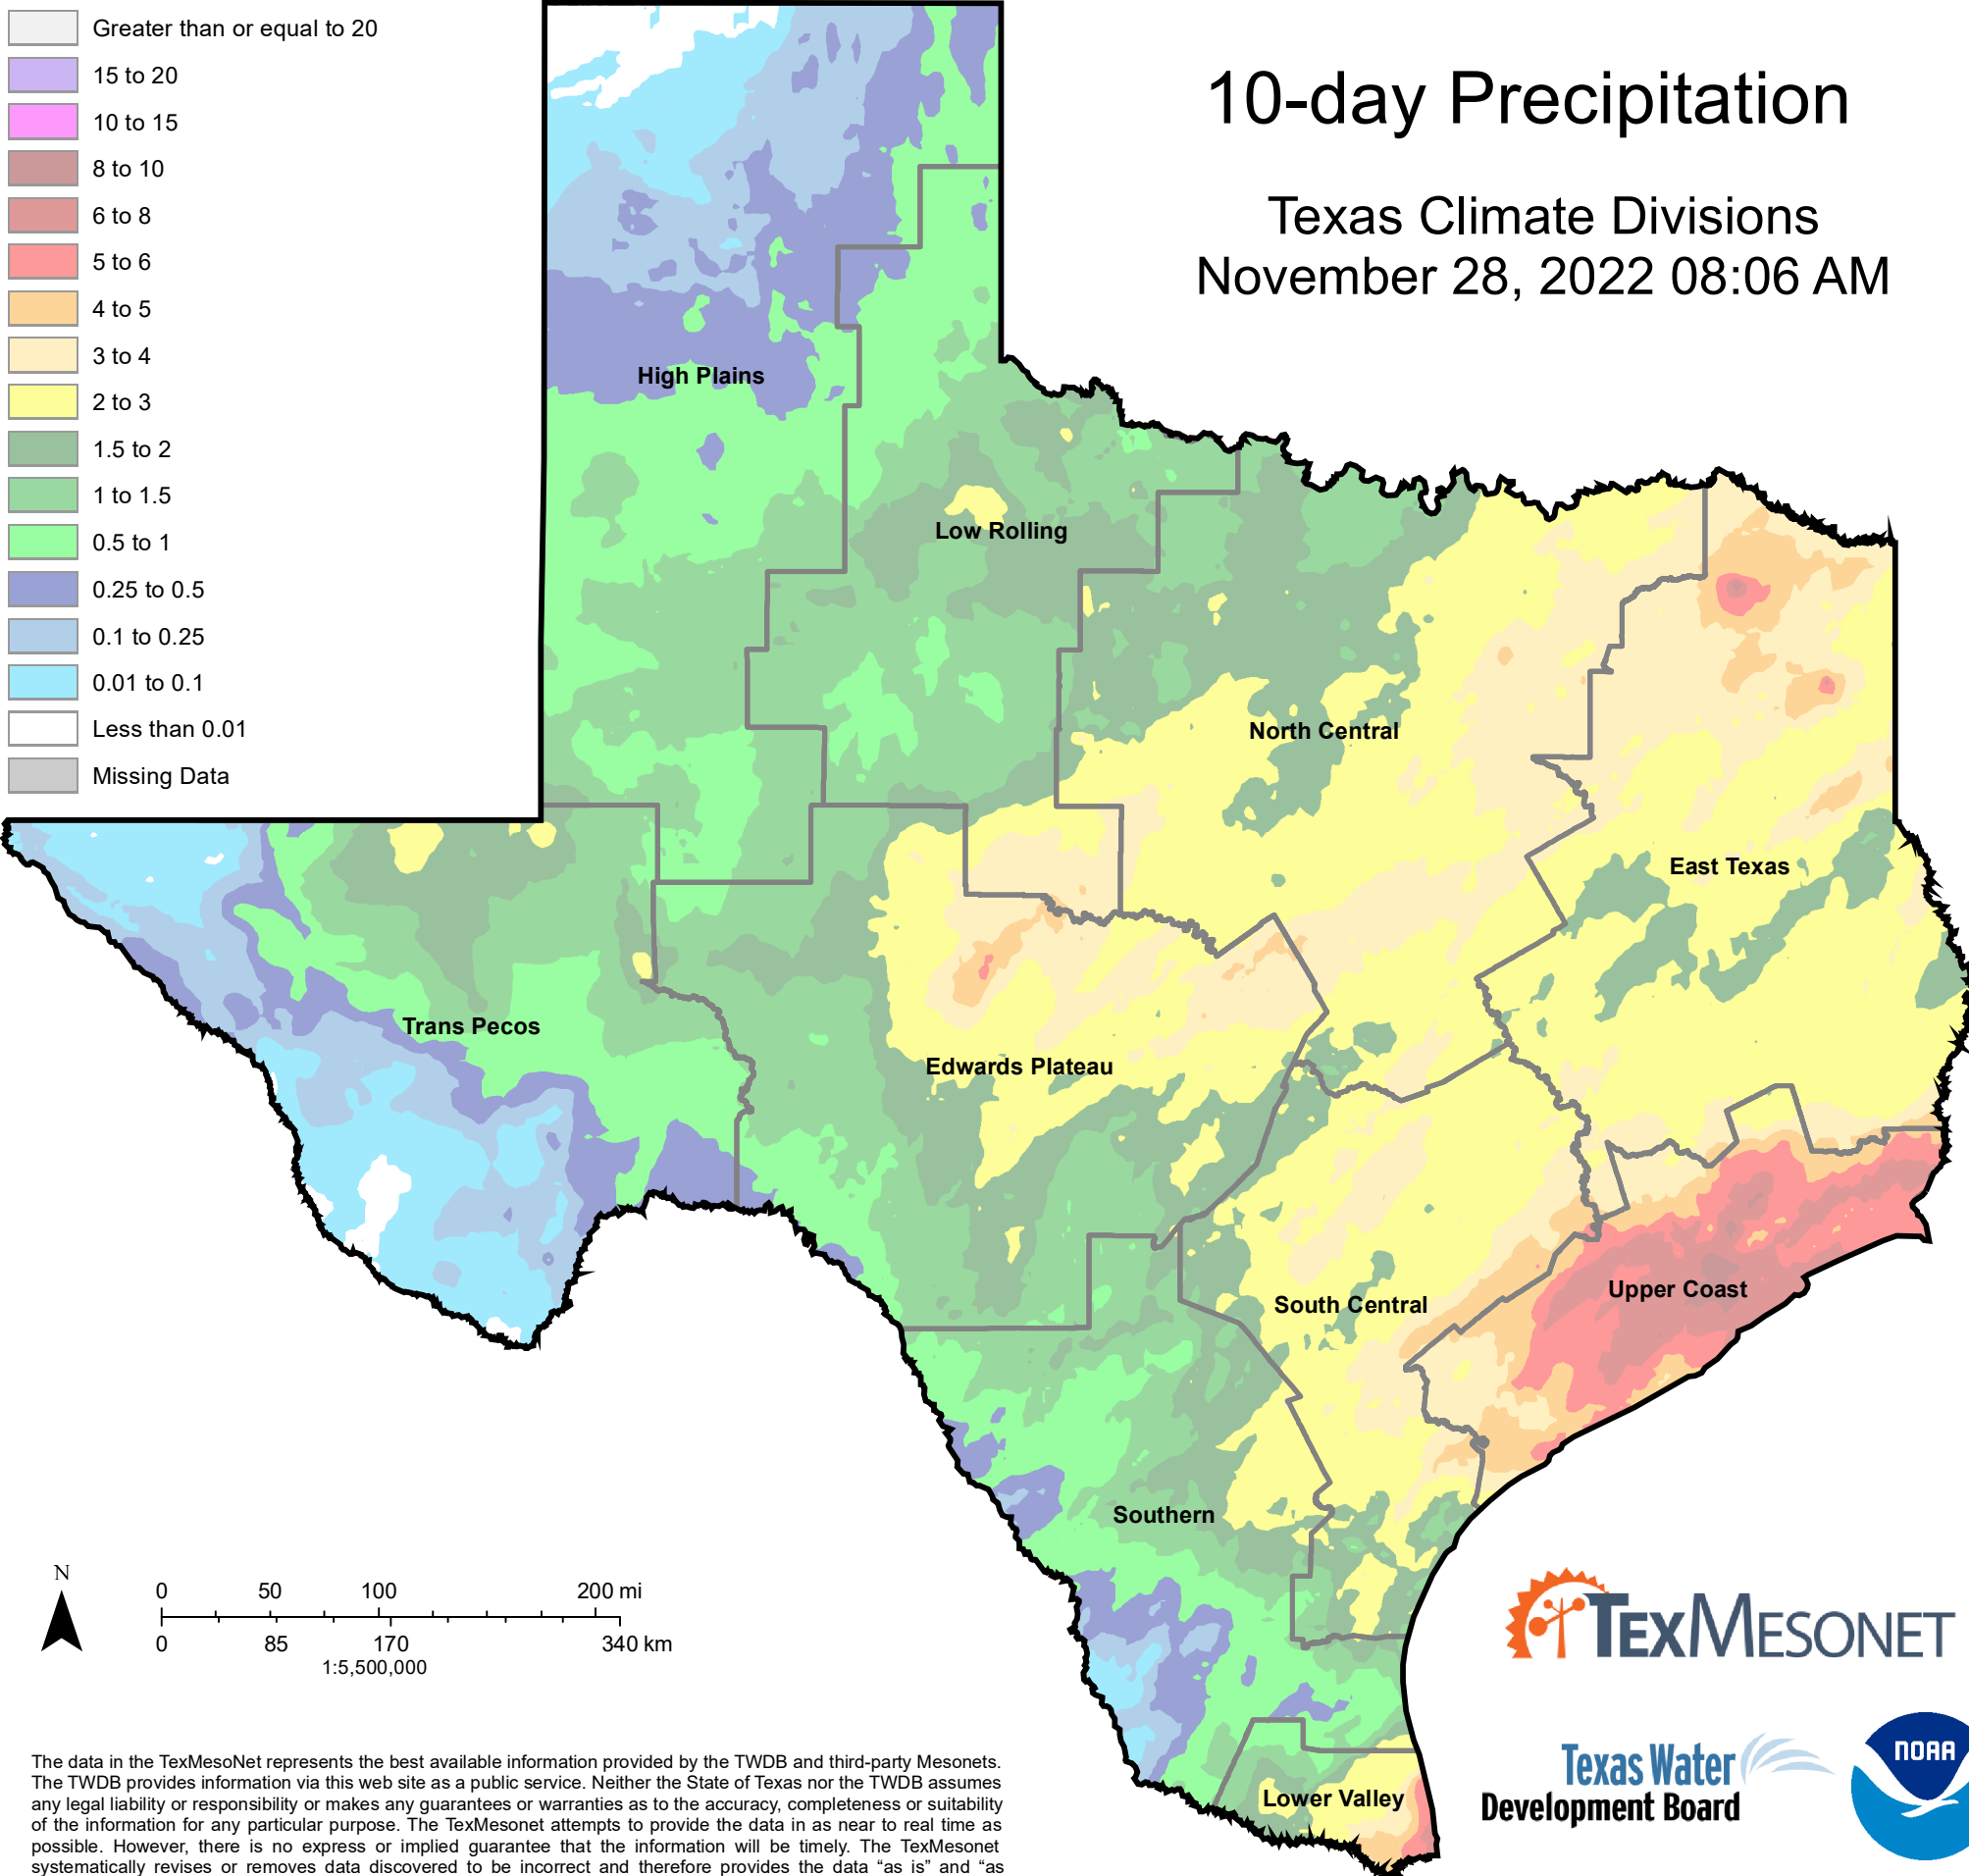 Greater than or equal to 20
15 to 20
10 to 15
8 to 10
6 to 8
5 to 6
4 to 5
3 to 4
2 to 3
1.5 to 2
1 to 1.5
0.5 to 1
0.25 to 0.5
0.1 to 0.25
0.01 to 0.1
Less than 0.01
Missing Data
10-day Precipitation
Texas Climate Divisions
November 28, 2022 08:06 AM
High Plains
Low Rolling
North Central
East Texas
Trans Pecos
Edwards Plateau
Upper Coast
South Central
Southern
Lower Valley
N
0 50 100 200 mi
0 85 170 340 km
1:5,500,000
TEXMESONET
Texas Water
Development Board
NOAA
The data in the TexMesoNet represents the best available information provided by the TWDB and third-party Mesonets.
The TWDB provides information via this web site as a public service. Neither the State of Texas nor the TWDB assumes
any legal liability or responsibility or makes any guarantees or warranties as to the accuracy, completeness or suitability
of the information for any particular purpose. The TexMesonet attempts to provide the data in as near to real time as
possible. However, there is no express or implied guarantee that the information will be timely. The TexMesonet
systematically revises or removes data discovered to be incorrect and therefore provides the data “as is” and “as